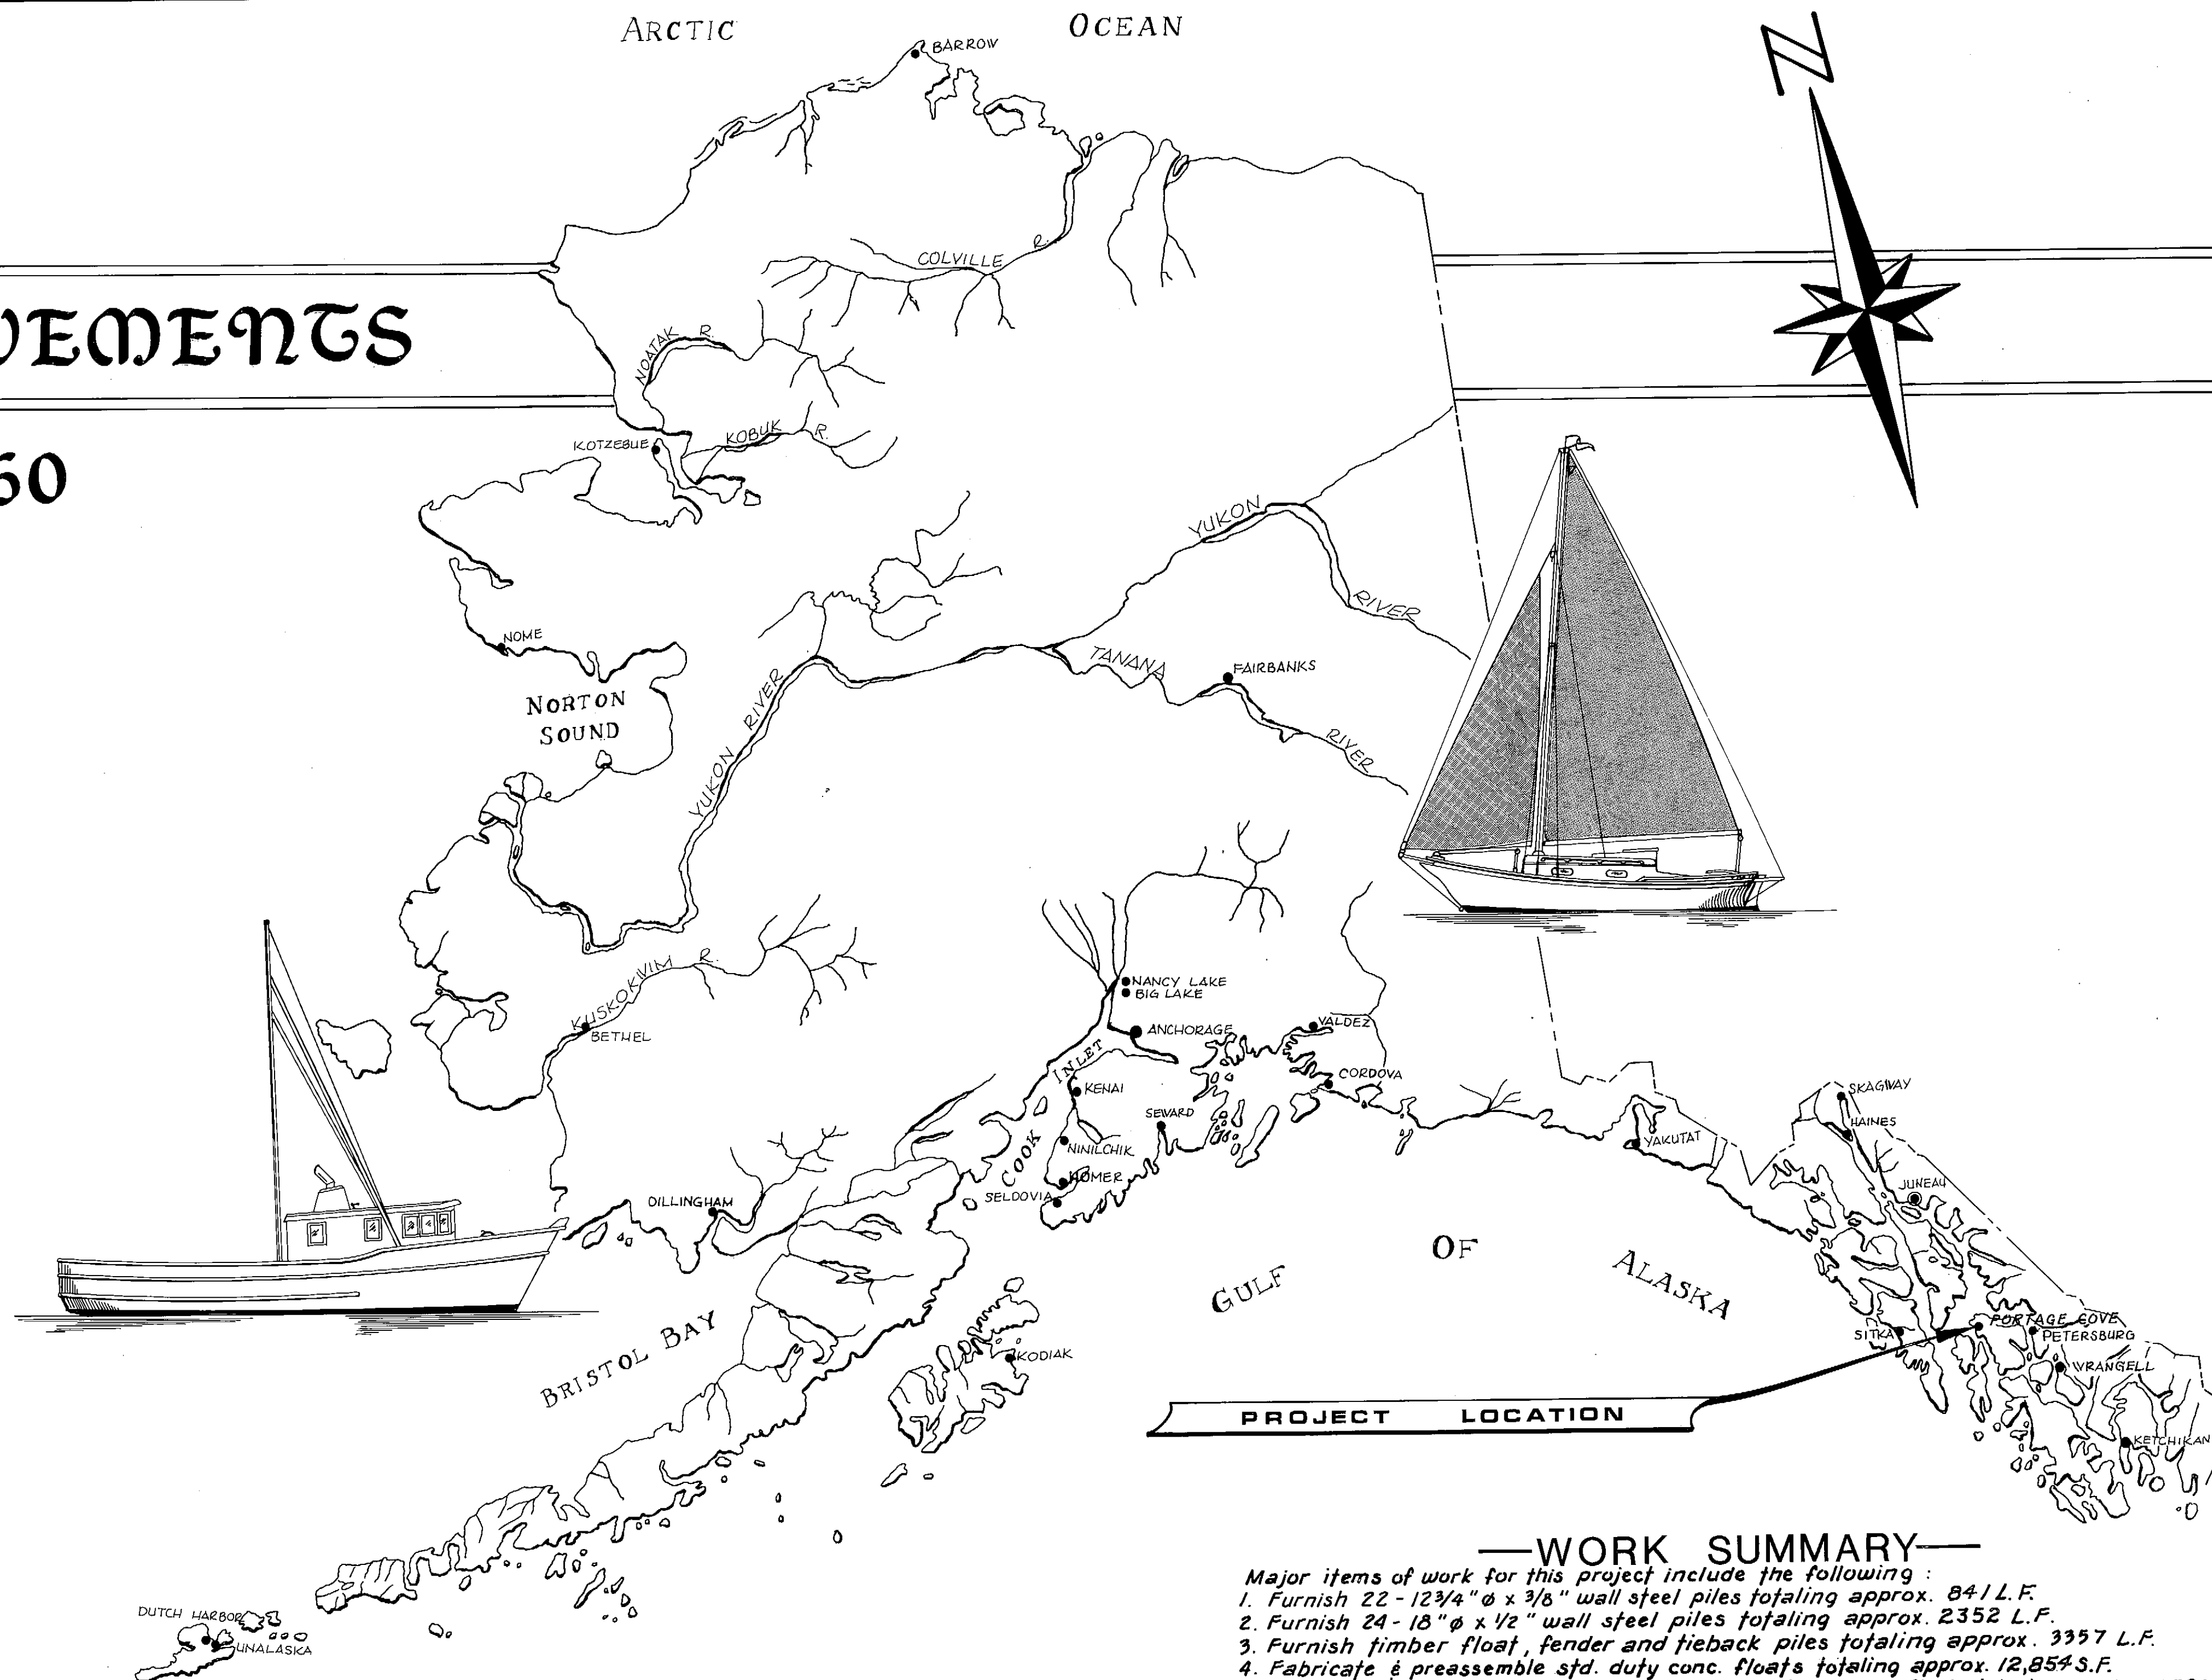 ARCTIC OCEAN
BARROW
N
COLVILLE R.
VEMENTS
NOATAK R.
KOBUK R.
KOTZEBUE
60
YUKON RIVER
NOME
TANANA RIVER
FAIRBANKS
NORTON
SOUND
YUKON RIVER
KUSKOKWIM R.
BETHEL
NANCY LAKE
BIG LAKE
ANCHORAGE
VALDEZ
COOK INLET
KENAI
CORDOVA
SEWARD
NINILCHIK
HOMER
SELDOVIA
DILLINGHAM
SKAGWAY
HAINES
YAKUTAT
JUNEAU
GULF OF ALASKA
BRISTOL BAY
KODIAK
SITKA
PORTAGE COVE
PETERSBURG
WRANGELL
KETCHIKAN
PROJECT LOCATION
DUTCH HARBOR
UNALASKA
WORK SUMMARY
Major items of work for this project include the following :
1. Furnish 22 - 12 3/4" ø x 3/8" wall steel piles totaling approx. 841 L.F.
2. Furnish 24 - 18" ø x 1/2" wall steel piles totaling approx. 2352 L.F.
3. Furnish timber float, fender and tieback piles totaling approx. 3357 L.F.
4. Fabricate & preassemble std. duty conc. floats totaling approx. 12,854 S.F.